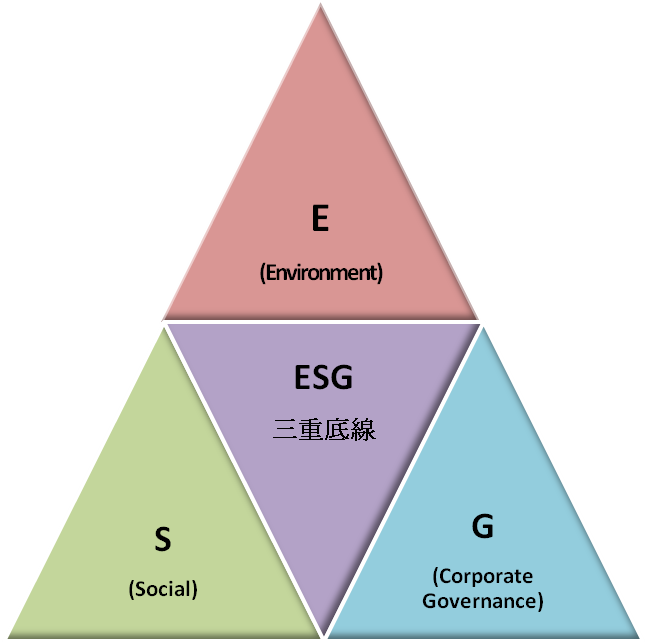 E
(Environment)
ESG
三重底線
S
(Social)
G
(Corporate
Governance)